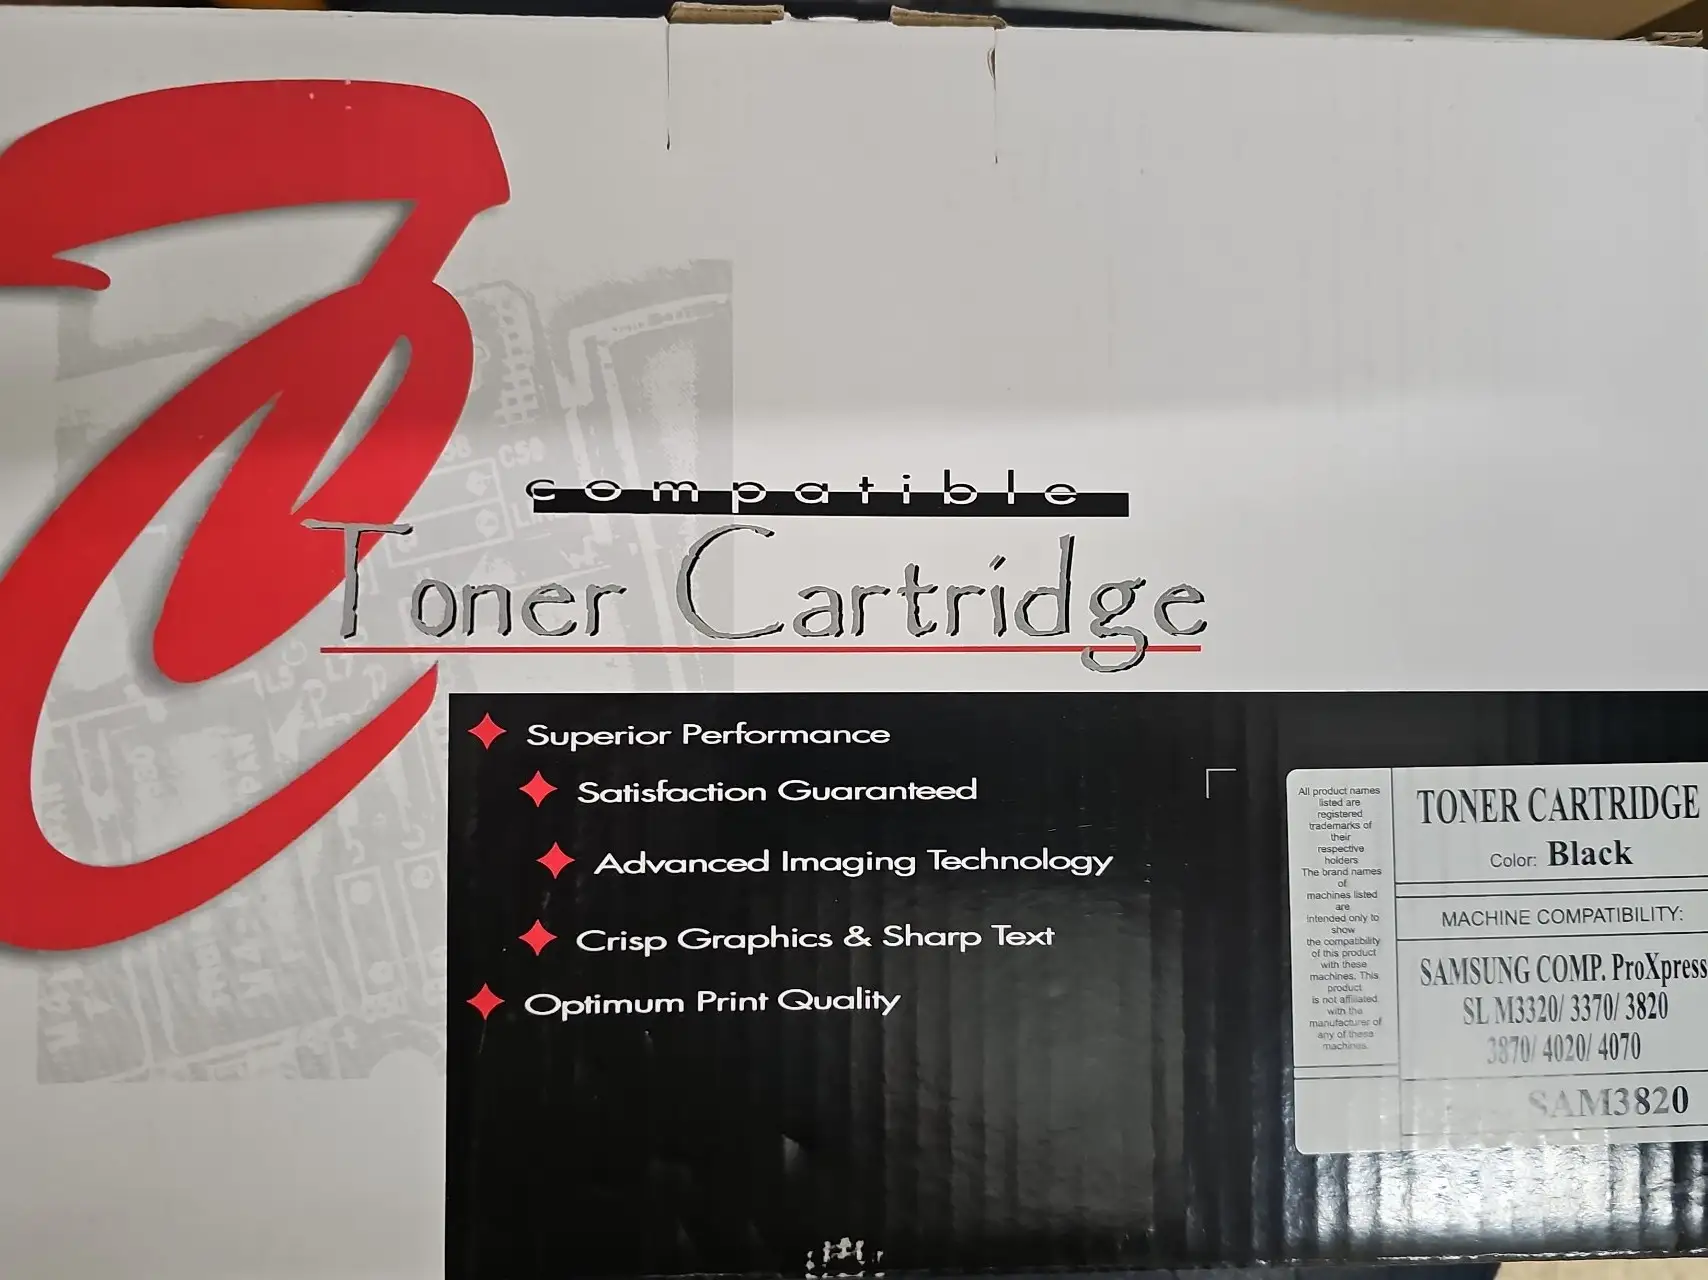 C50
compatible
Toner Cartridge
Superior Performance
Satisfaction Guaranteed
Advanced Imaging Technology
Crisp Graphics & Sharp Text
Optimum Print Quality
All product names
listed are
registered
trademarks of
their
respective
holders
The brand names
of
machines listed
are
intended only to
show
the compatibility
of this product
with these
machines. This
product
is not affiliated
with the
manufacturer of
any of these
machines.
TONER CARTRIDGE
Color: Black
MACHINE COMPATIBILITY:
SAMSUNG COMP. ProXpress
SL M3320/ 3370/ 3820
3870/ 4020/ 4070
SAM3820